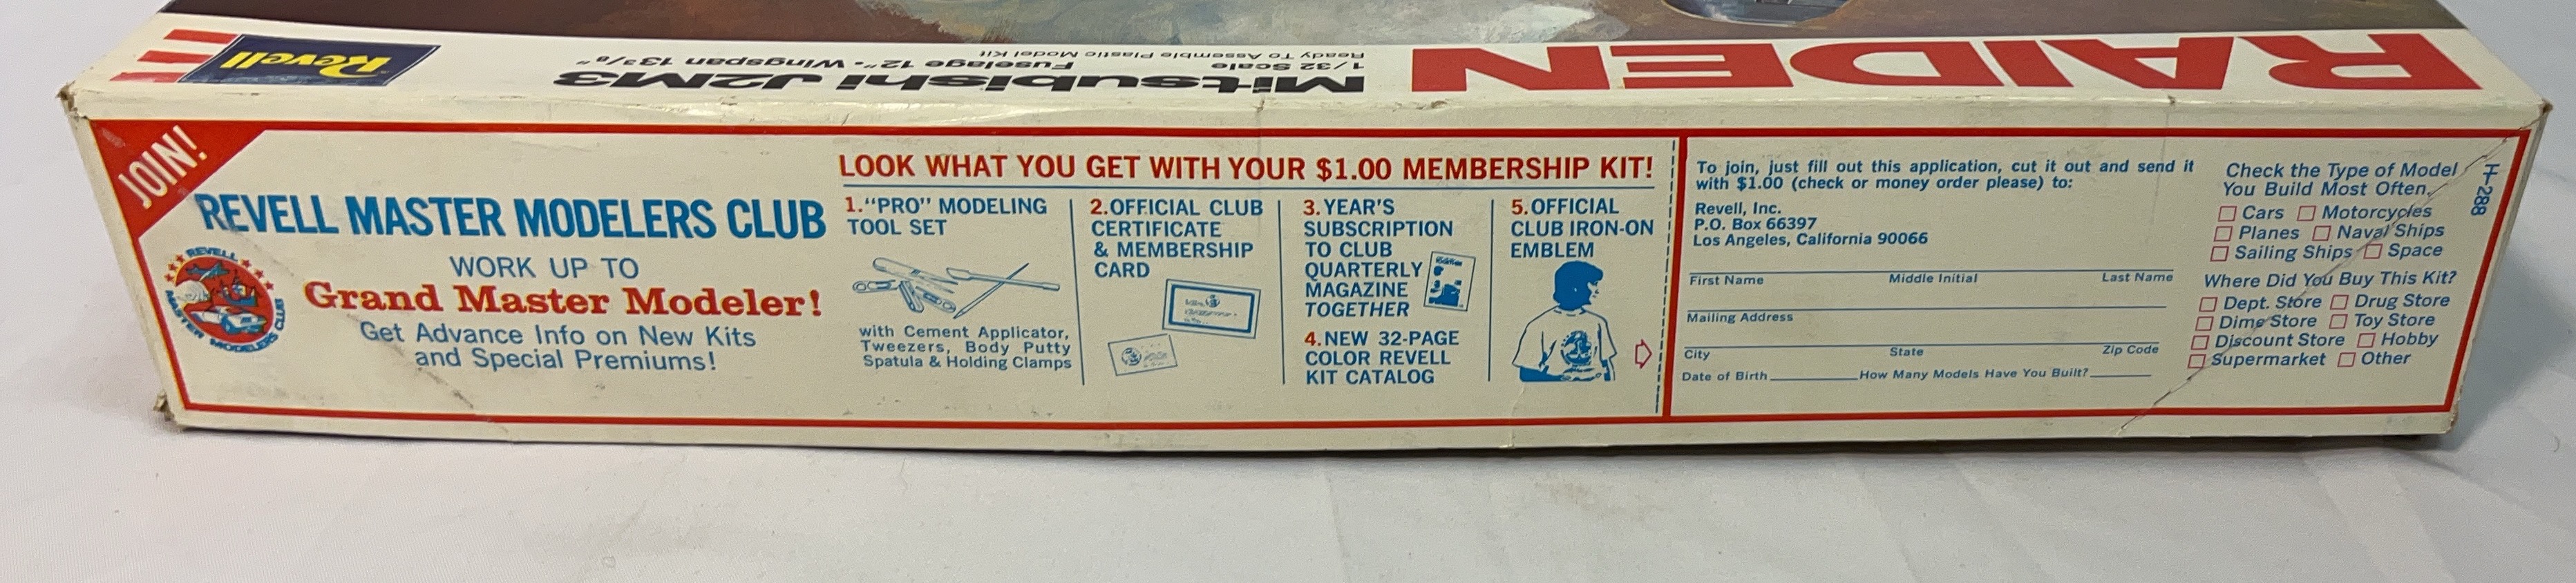 Revell
RAIDEN
Mitsubishi J2M3
1/32 Scale Fuselage 12"- Wingspan 13 3/8"
Ready To Assemble Plastic Model Kit
JOIN!
REVELL MASTER MODELERS CLUB
REVELL
MASTER MODELERS CLUB
WORK UP TO
Grand Master Modeler!
Get Advance Info on New Kits
and Special Premiums!
LOOK WHAT YOU GET WITH YOUR $1.00 MEMBERSHIP KIT!
1."PRO" MODELING
TOOL SET
with Cement Applicator,
Tweezers, Body Putty
Spatula & Holding Clamps
2.OFFICIAL CLUB
CERTIFICATE
& MEMBERSHIP
CARD
3.YEAR'S
SUBSCRIPTION
TO CLUB
QUARTERLY
MAGAZINE
TOGETHER
4.NEW 32-PAGE
COLOR REVELL
KIT CATALOG
5.OFFICIAL
CLUB IRON-ON
EMBLEM
To join, just fill out this application, cut it out and send it
with $1.00 (check or money order please) to:
Revell, Inc.
P.O. Box 66397
Los Angeles, California 90066
First Name Middle Initial Last Name
Mailing Address
City State Zip Code
Date of Birth How Many Models Have You Built?
Check the Type of Model
You Build Most Often.
Cars Motorcycles
Planes Naval Ships
Sailing Ships Space
Where Did You Buy This Kit?
Dept. Store Drug Store
Dime Store Toy Store
Discount Store Hobby
Supermarket Other
H-288